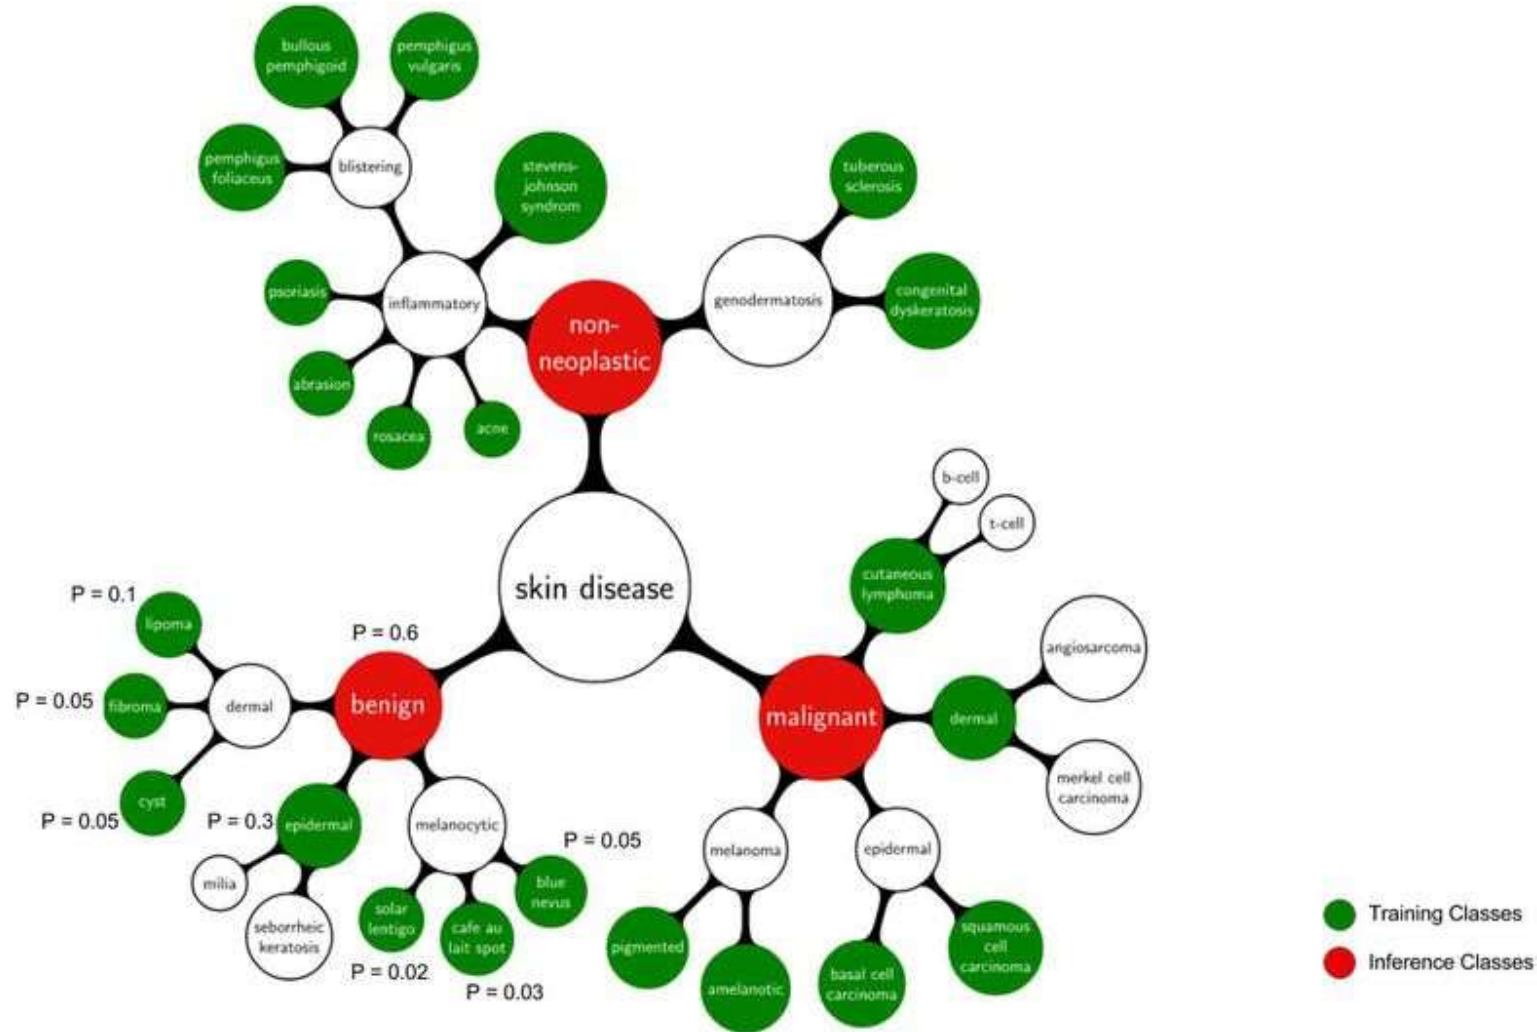 bullous
pemphigoid
pemphigus
vulgaris
pemphigus
foliaceus
blistering
stevens-
johnson
syndrom
tuberous
sclerosis
psoriasis
inflammatory
non-
neoplastic
genodermatosis
congenital
dyskeratosis
abrasion
rosacea
acne
b-cell
t-cell
skin disease
cutaneous
lymphoma
P = 0.1
lipoma
P = 0.6
angiosarcoma
P = 0.05
fibroma
dermal
benign
malignant
dermal
merkel cell
carcinoma
cyst
P = 0.05
P = 0.3
epidermal
melanocytic
P = 0.05
melanoma
epidermal
milia
blue
nevus
solar
lentigo
cafe au
lait spot
seborrheic
keratosis
P = 0.02
P = 0.03
pigmented
amelanotic
basal cell
carcinoma
squamous
cell
carcinoma
Training Classes
Inference Classes